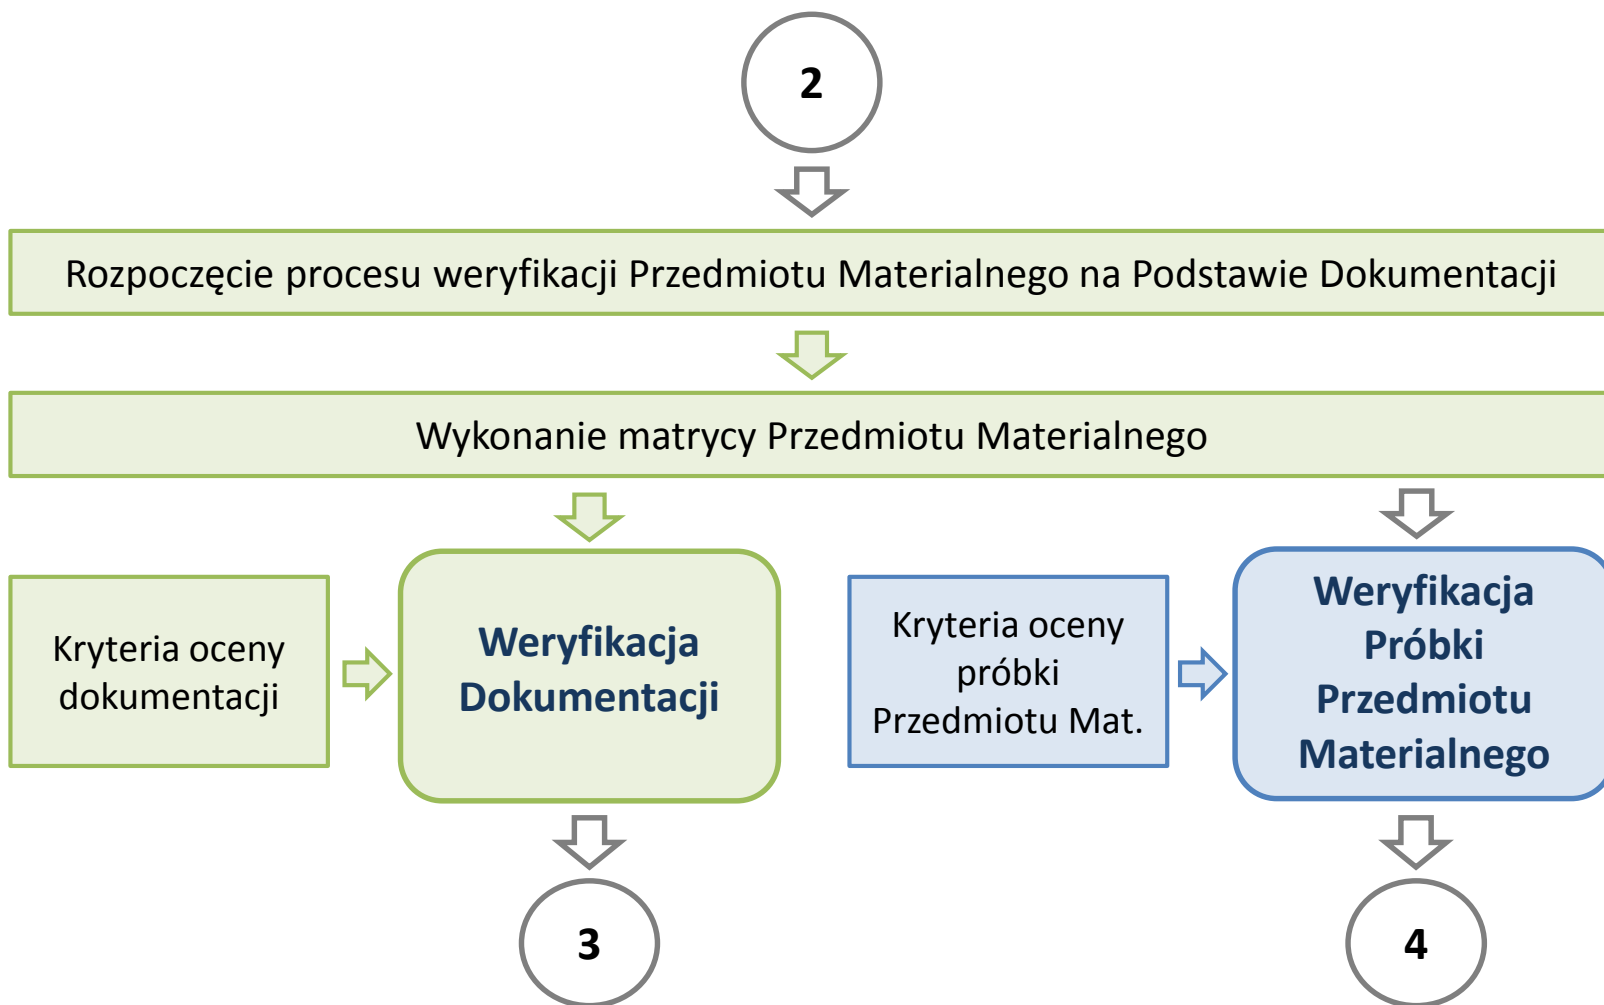 2
Rozpoczęcie procesu weryfikacji Przedmiotu Materialnego na Podstawie Dokumentacji
Wykonanie matrycy Przedmiotu Materialnego
Kryteria oceny
dokumentacji
Weryfikacja
Dokumentacji
Kryteria oceny
próbki
Przedmiotu Mat.
Weryfikacja
Próbki
Przedmiotu
Materialnego
3
4